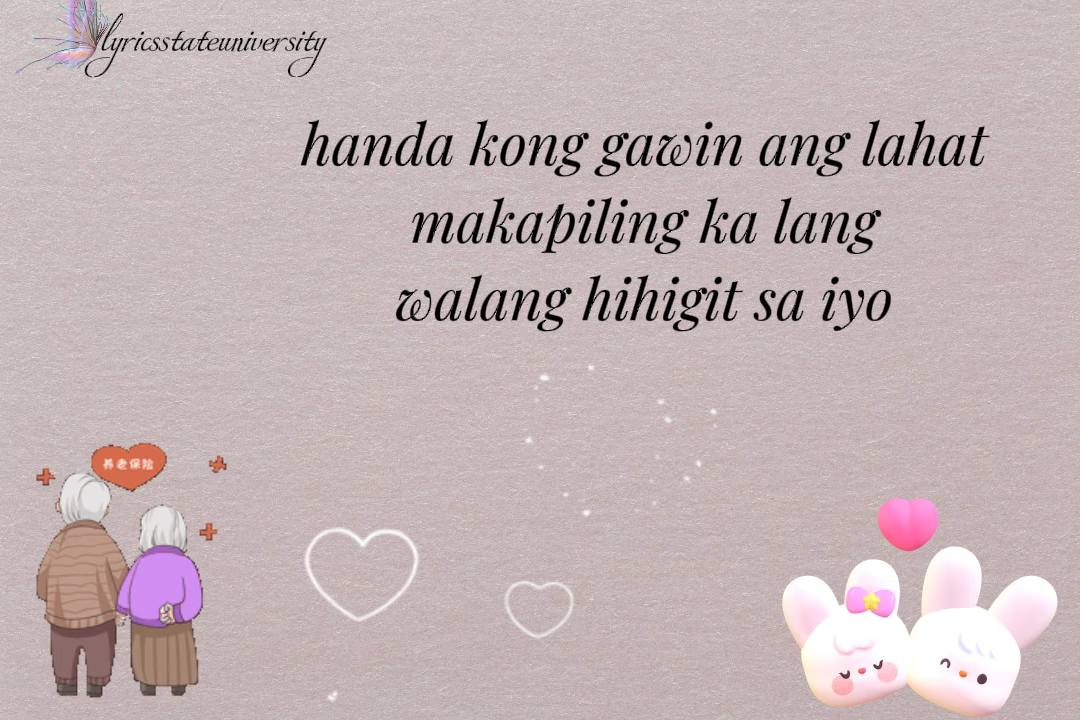 lyricsstateuniversity
handa kong gawin ang lahat
makapiling ka lang
walang hihigit sa iyo
养老保险